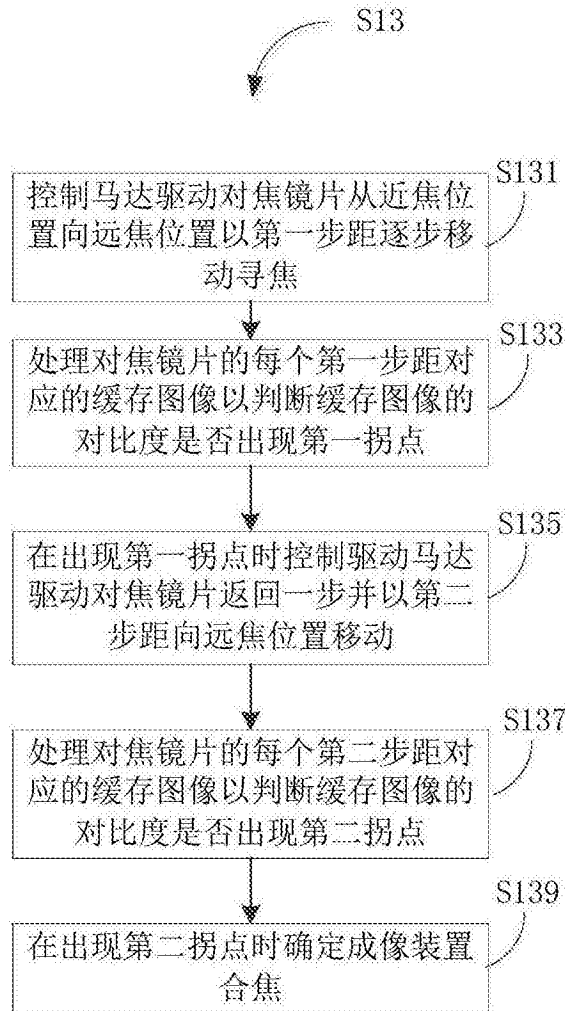 S13
S131
控制马达驱动对焦镜片从近焦位
置向远焦位置以第一步距逐步移
动寻焦
S133
处理对焦镜片的每个第一步距对
应的缓存图像以判断缓存图像的
对比度是否出现第一拐点
S135
在出现第一拐点时控制驱动马达
驱动对焦镜片返回一步并以第二
步距向远焦位置移动
S137
处理对焦镜片的每个第二步距对
应的缓存图像以判断缓存图像的
对比度是否出现第二拐点
S139
在出现第二拐点时确定成像装置
合焦